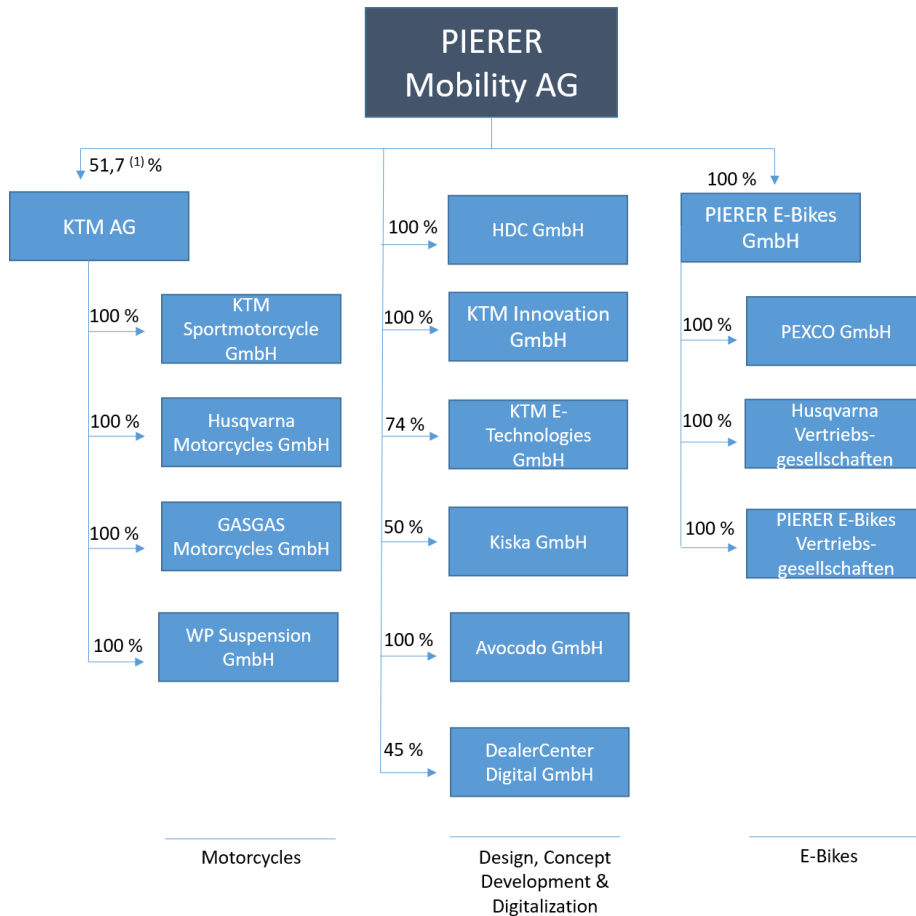 PIERER
Mobility AG
51,7 (1) %
KTM AG
100 %
KTM
Sportmotorcycle
GmbH
100 %
Husqvarna
Motorcycles GmbH
100 %
GASGAS
Motorcycles GmbH
100 %
WP Suspension
GmbH
Motorcycles
100 %
HDC GmbH
100 %
KTM Innovation
GmbH
74 %
KTM E-
Technologies
GmbH
50 %
Kiska GmbH
100 %
Avocodo GmbH
45 %
DealerCenter
Digital GmbH
Design, Concept
Development &
Digitalization
100 %
PIERER E-Bikes
GmbH
100 %
PEXCO GmbH
100 %
Husqvarna
Vertriebs-
gesellschaften
100 %
PIERER E-Bikes
Vertriebs-
gesellschaften
E-Bikes